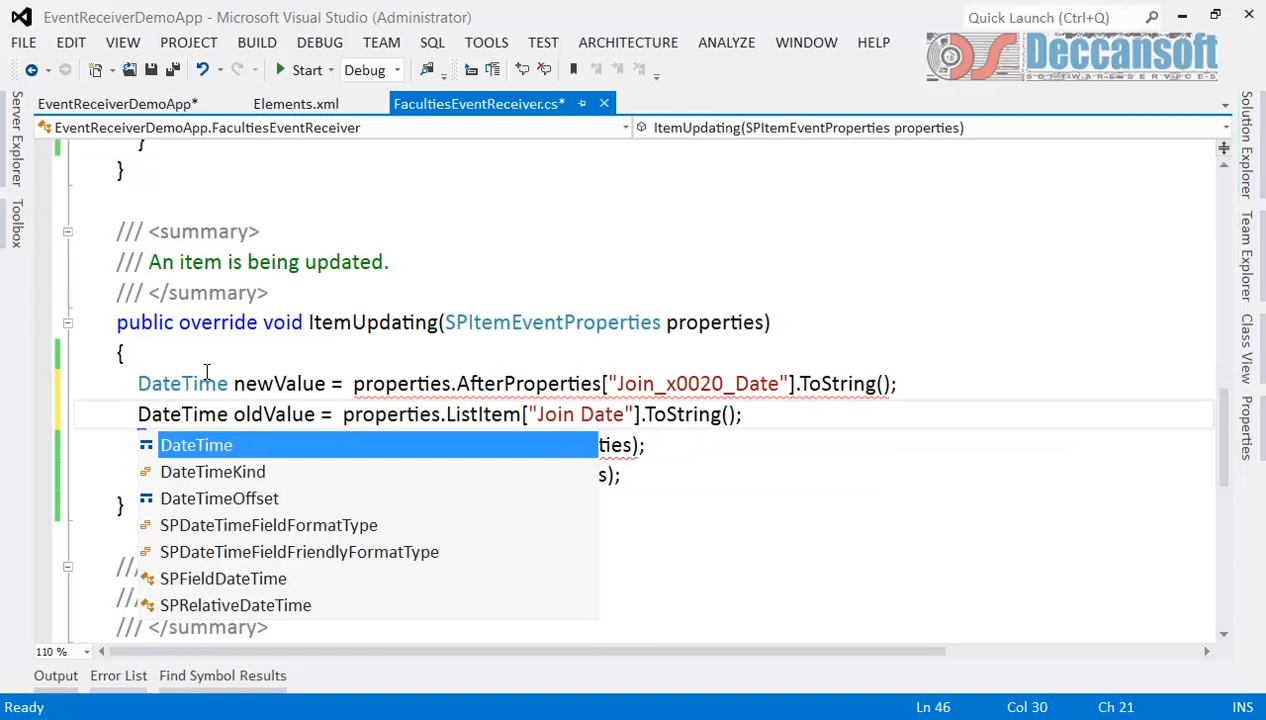 EventReceiverDemoApp - Microsoft Visual Studio (Administrator)
Quick Launch (Ctrl+Q)
FILE EDIT VIEW PROJECT BUILD DEBUG TEAM SQL TOOLS TEST ARCHITECTURE ANALYZE WINDOW HELP
Deccansoft
SOFTWARE SERVICES
Start Debug
EventReceiverDemoApp* Elements.xml FacultiesEventReceiver.cs*
EventReceiverDemoApp.FacultiesEventReceiver ItemUpdating(SPItemEventProperties properties)
Server Explorer
Toolbox
Solution Explorer
Team Explorer
Class View
Properties
}
}
/// <summary>
/// An item is being updated.
/// </summary>
public override void ItemUpdating(SPItemEventProperties properties)
{
DateTime newValue = properties.AfterProperties["Join_x0020_Date"].ToString();
DateTime oldValue = properties.ListItem["Join Date"].ToString();
DateTime ties);
DateTimeKind s);
DateTimeOffset
}
SPDateTimeFieldFormatType
SPDateTimeFieldFriendlyFormatType
///
SPFieldDateTime
///
SPRelativeDateTime
/// </summary>
110 %
Output Error List Find Symbol Results
Ready Ln 46 Col 30 Ch 21 INS